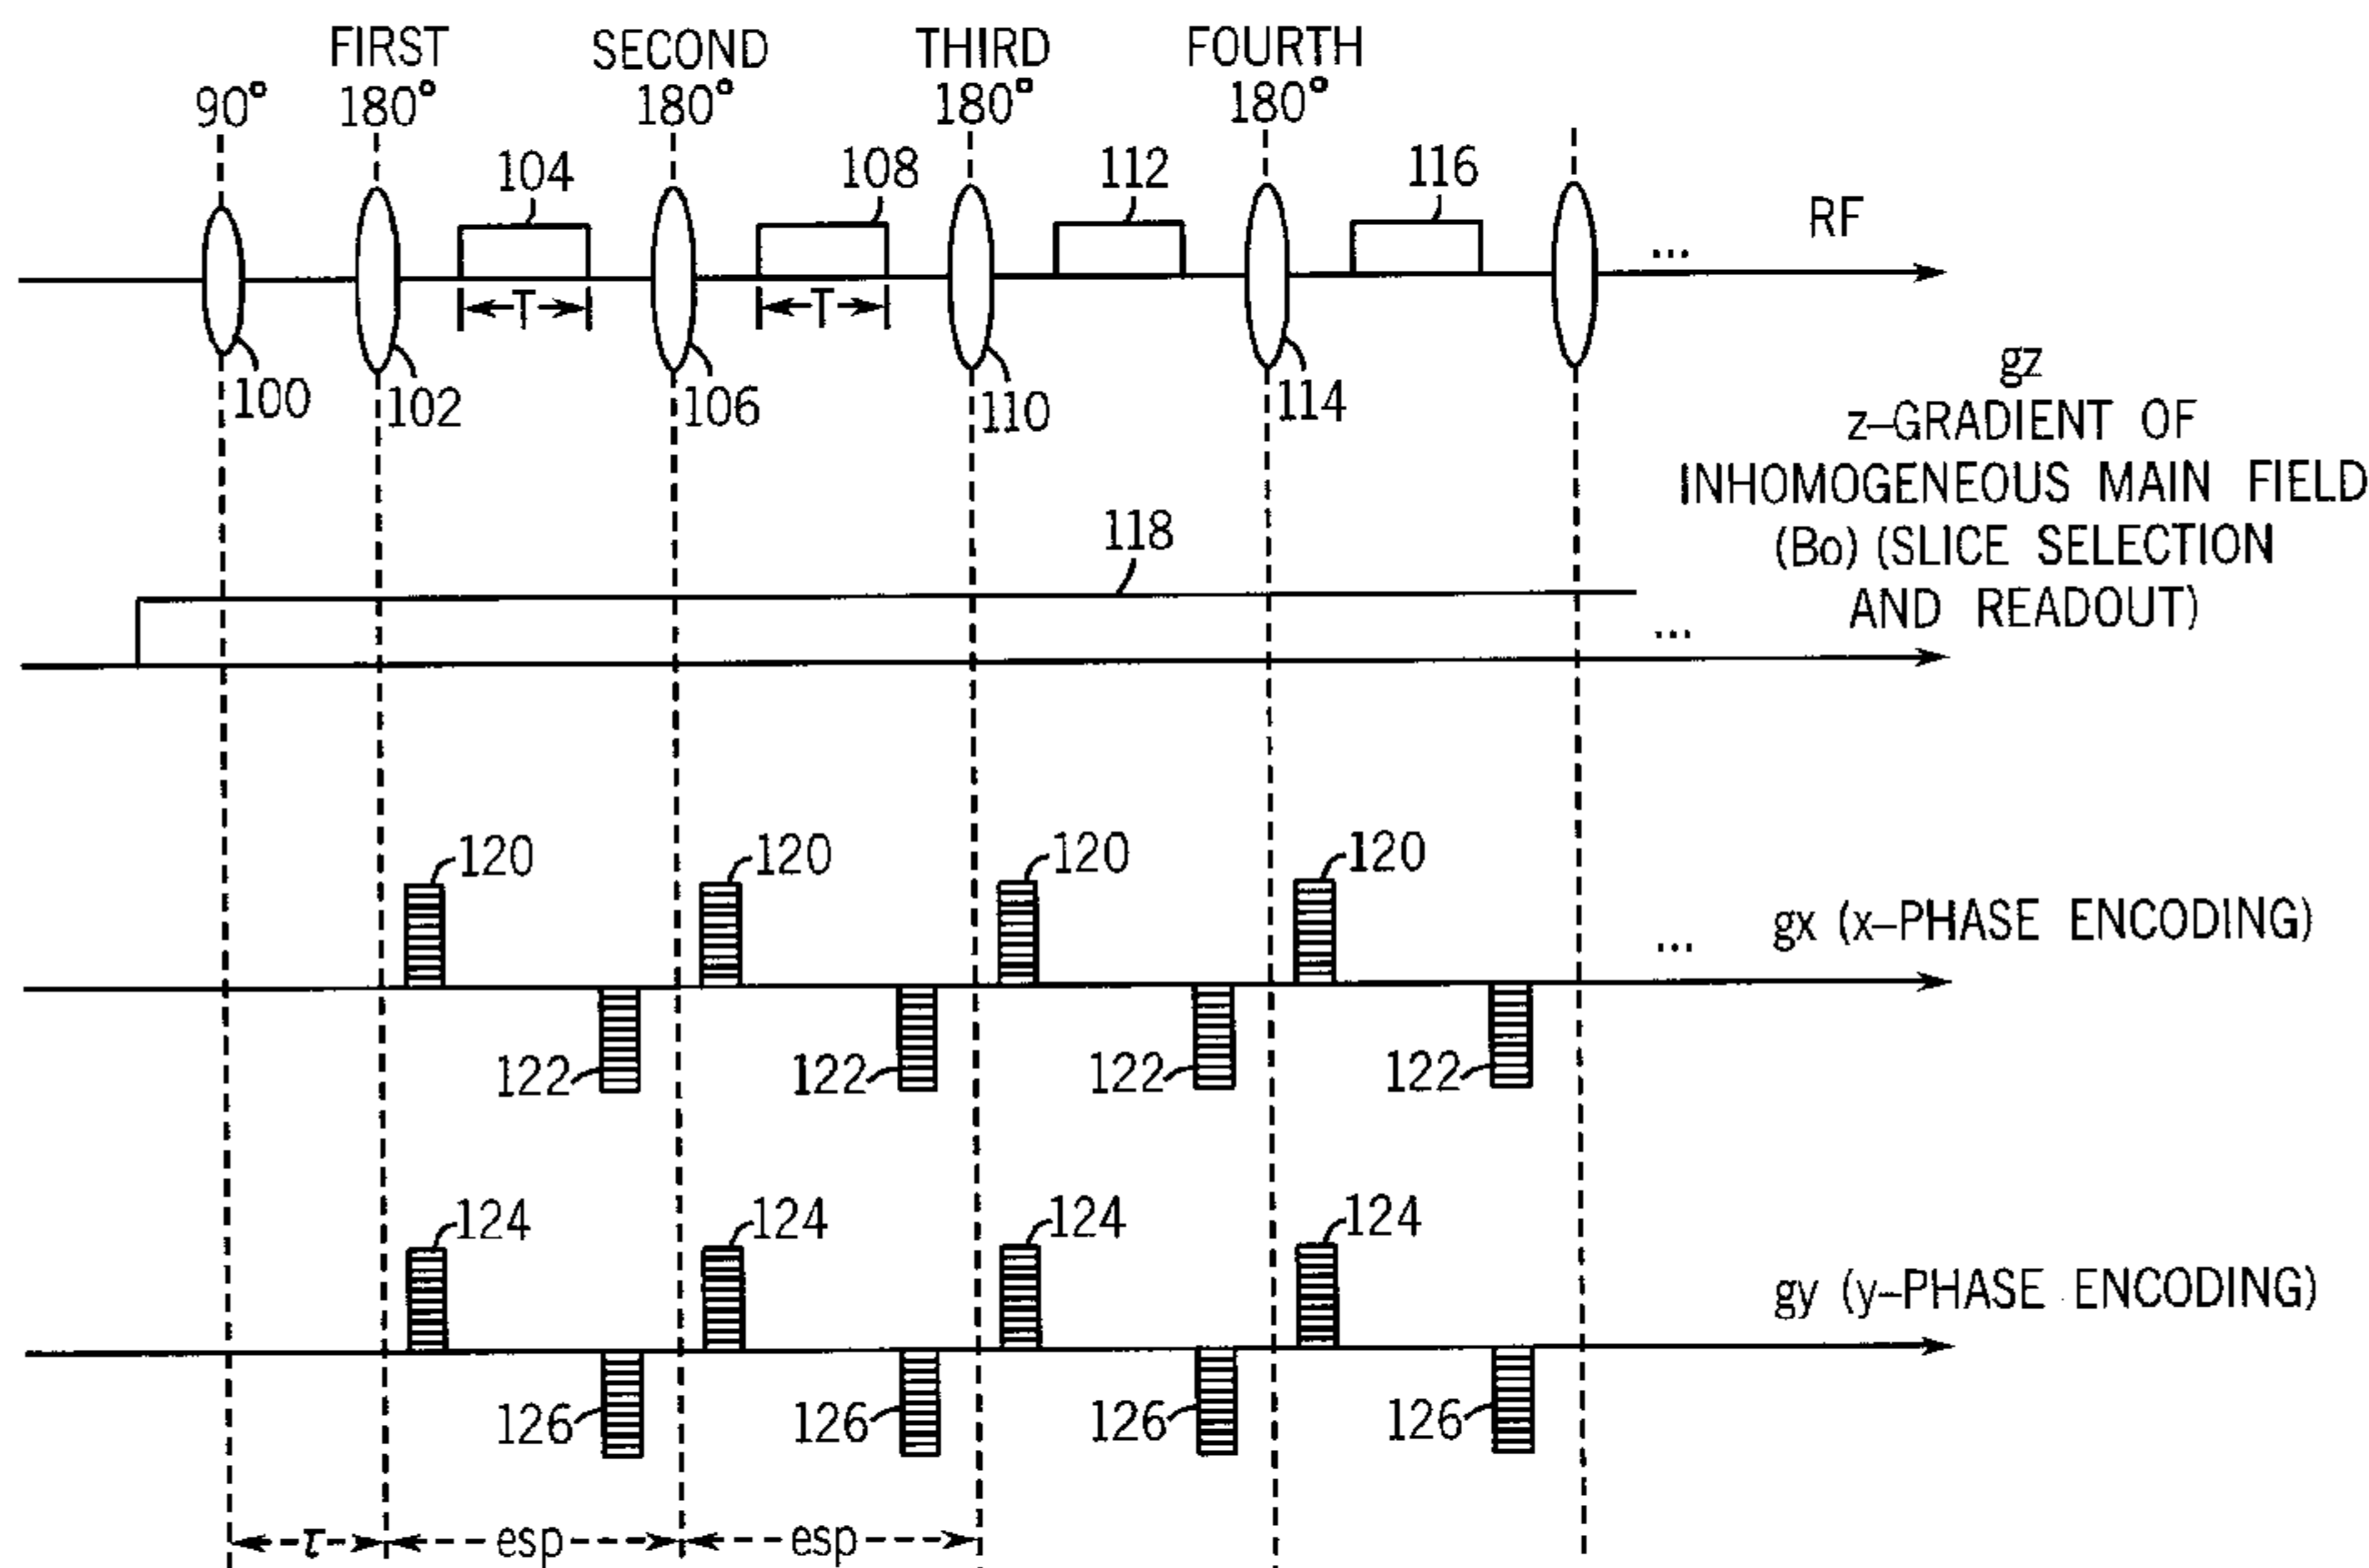 FIRST SECOND THIRD FOURTH
90° 180° 180° 180° 180°
104 108 112 116
RF
T T
100 102 106 110 114
gz
z–GRADIENT OF
INHOMOGENEOUS MAIN FIELD
(Bo) (SLICE SELECTION
AND READOUT)
118
...
...
120 120 120 120
gx (x–PHASE ENCODING)
...
122 122 122 122
124 124 124 124
gy (y–PHASE ENCODING)
126 126 126 126
τ esp esp